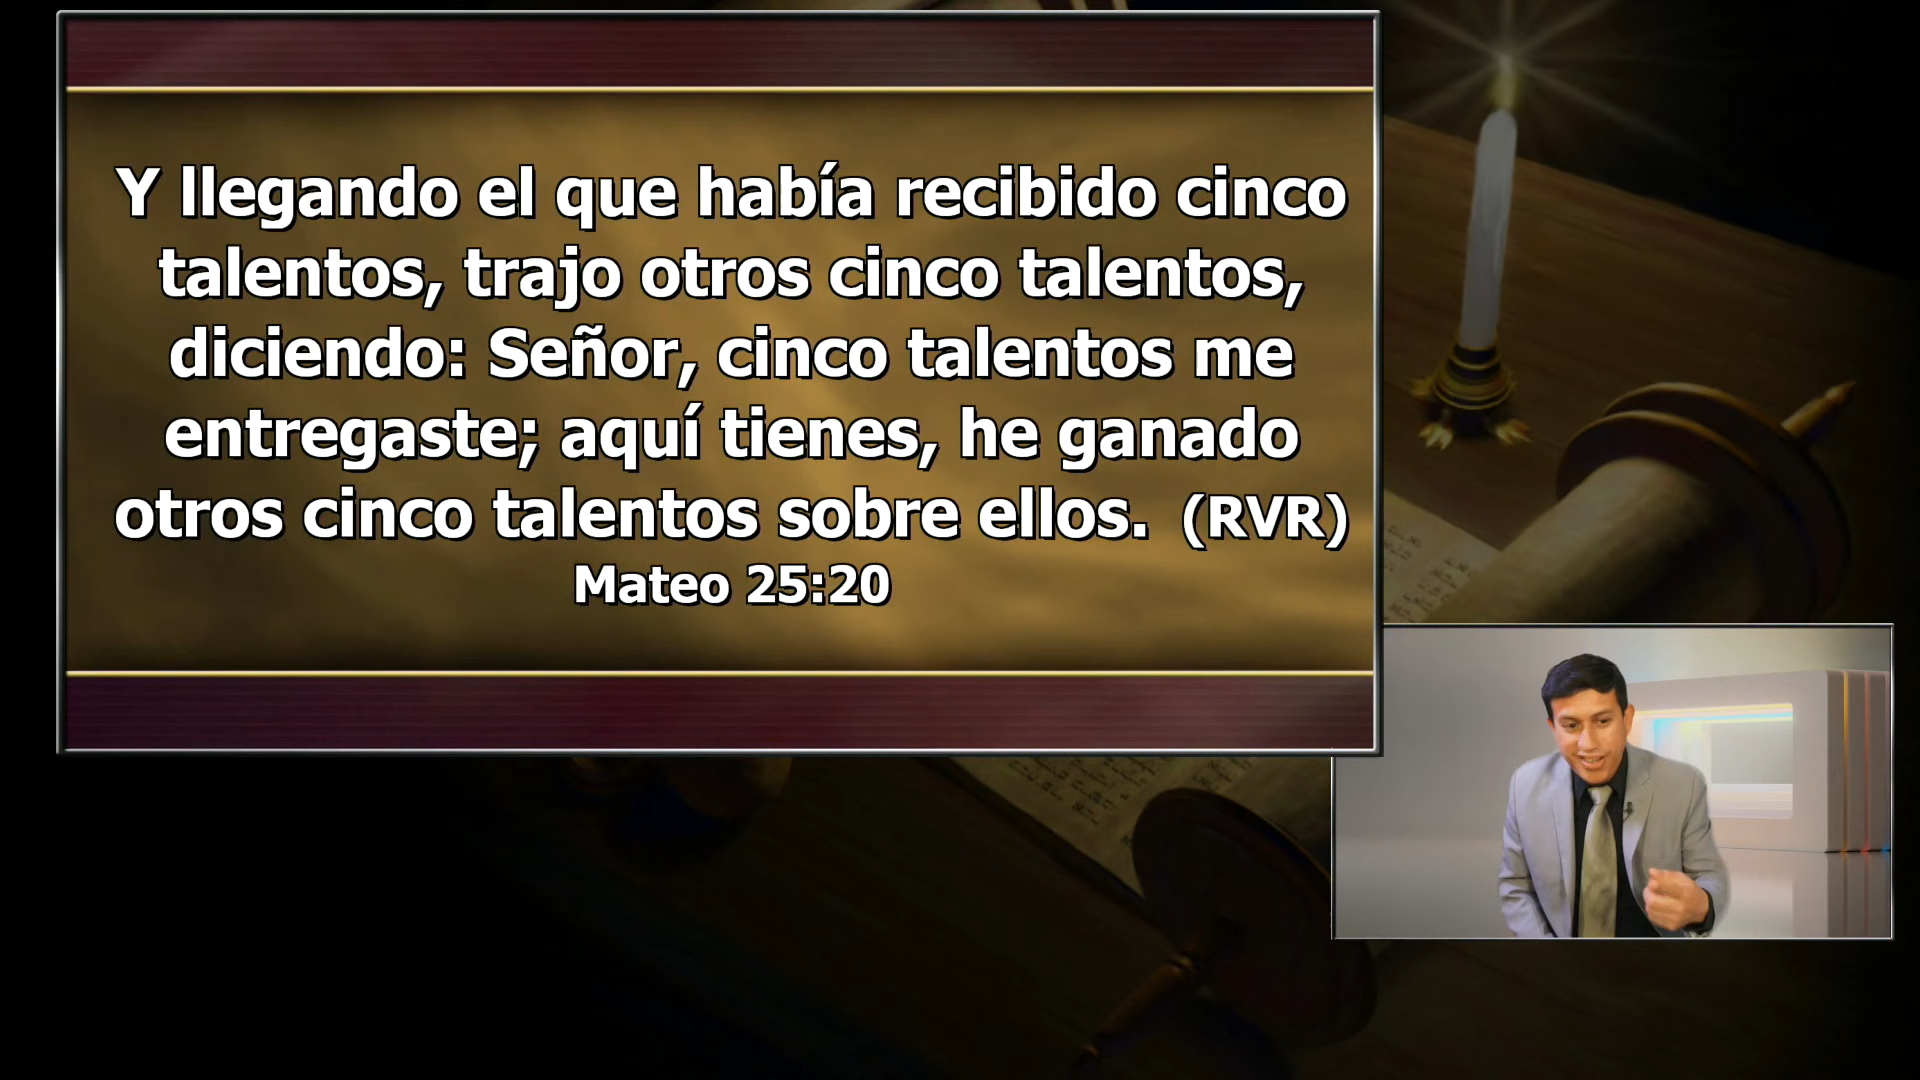 Y llegando el que había recibido cinco
talentos, trajo otros cinco talentos,
diciendo: Señor, cinco talentos me
entregaste; aquí tienes, he ganado
otros cinco talentos sobre ellos. (RVR)
Mateo 25:20